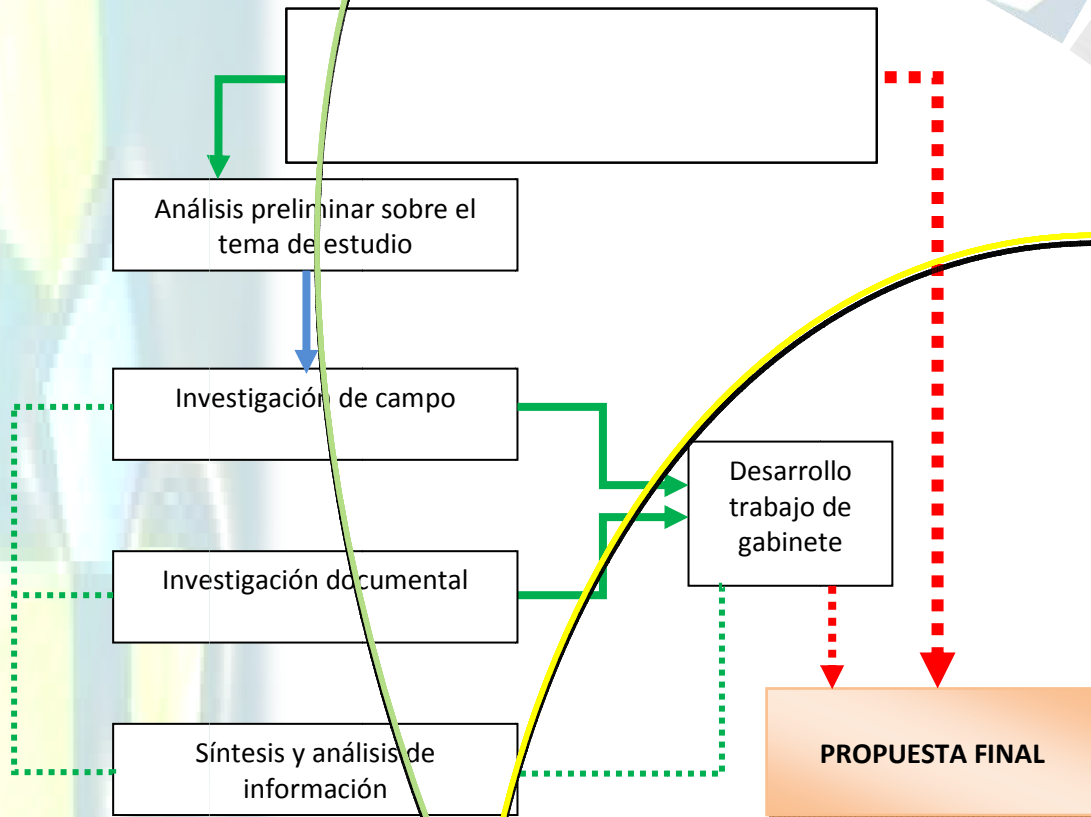 Análisis preliminar sobre el
tema de estudio
Investigación de campo
Desarrollo
trabajo de
gabinete
Investigación documental
Síntesis y análisis de
información
PROPUESTA FINAL